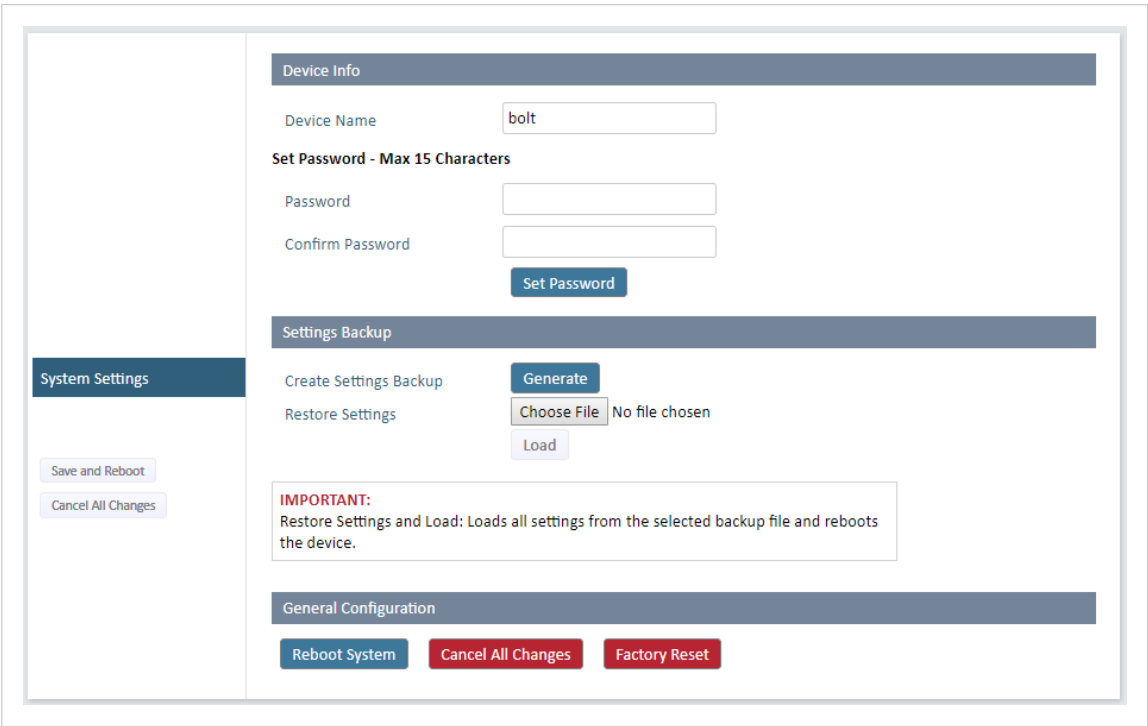 Device Info
Device Name
bolt
Set Password - Max 15 Characters
Password
Confirm Password
Set Password
Settings Backup
System Settings
Create Settings Backup
Generate
Restore Settings
Choose File No file chosen
Load
Save and Reboot
Cancel All Changes
IMPORTANT:
Restore Settings and Load: Loads all settings from the selected backup file and reboots
the device.
General Configuration
Reboot System
Cancel All Changes
Factory Reset